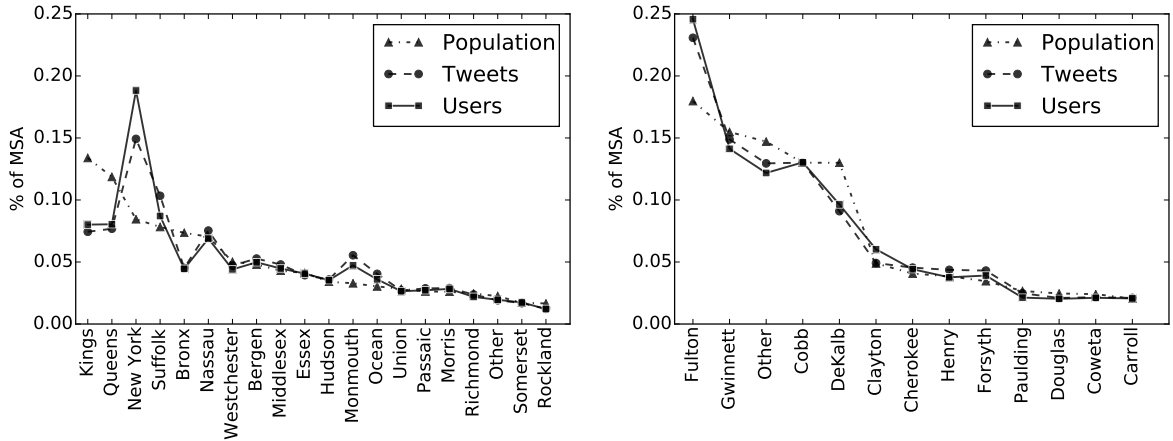 % of MSA
0.25
0.20
0.15
0.10
0.05
0.00
Population
Tweets
Users
Kings
Queens
New York
Suffolk
Bronx
Nassau
Westchester
Bergen
Middlesex
Essex
Hudson
Monmouth
Ocean
Union
Passaic
Morris
Richmond
Other
Somerset
Rockland
% of MSA
0.25
0.20
0.15
0.10
0.05
0.00
Population
Tweets
Users
Fulton
Gwinnett
Other
Cobb
DeKalb
Clayton
Cherokee
Henry
Forsyth
Paulding
Douglas
Coweta
Carroll